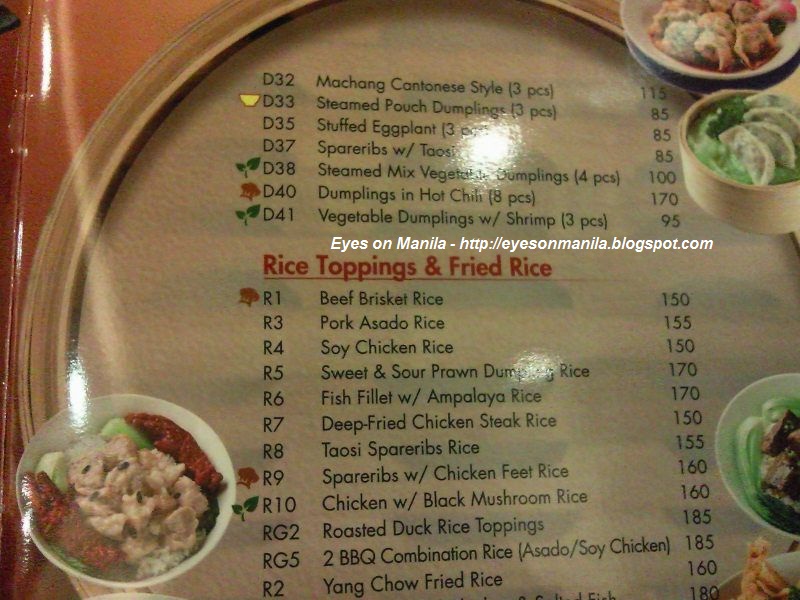 D32 Machang Cantonese Style (3 pcs) 115
D33 Steamed Pouch Dumplings (3 pcs) 85
D35 Stuffed Eggplant (3 pcs) 85
D37 Spareribs w/ Taosi 85
D38 Steamed Mix Vegetable Dumplings (4 pcs) 100
D40 Dumplings in Hot Chili (8 pcs) 170
D41 Vegetable Dumplings w/ Shrimp (3 pcs) 95
Eyes on Manila - http://eyesonmanila.blogspot.com
Rice Toppings & Fried Rice
R1 Beef Brisket Rice 150
R3 Pork Asado Rice 155
R4 Soy Chicken Rice 150
R5 Sweet & Sour Prawn Dumpling Rice 170
R6 Fish Fillet w/ Ampalaya Rice 170
R7 Deep-Fried Chicken Steak Rice 150
R8 Taosi Spareribs Rice 155
R9 Spareribs w/ Chicken Feet Rice 160
R10 Chicken w/ Black Mushroom Rice 160
RG2 Roasted Duck Rice Toppings 185
RG5 2 BBQ Combination Rice (Asado/Soy Chicken) 185
R2 Yang Chow Fried Rice 160
& Salted Fish 180